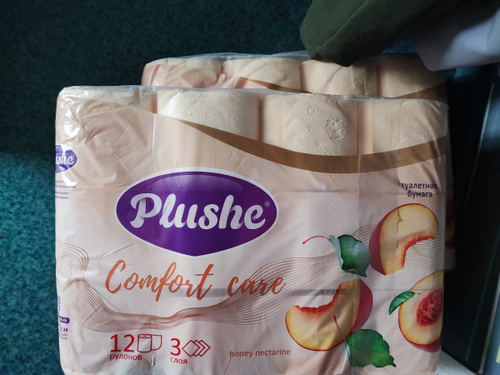 Plushe®
Comfort care
туалетная
бумага
12 рулонов
3 слоя
honey nectarine